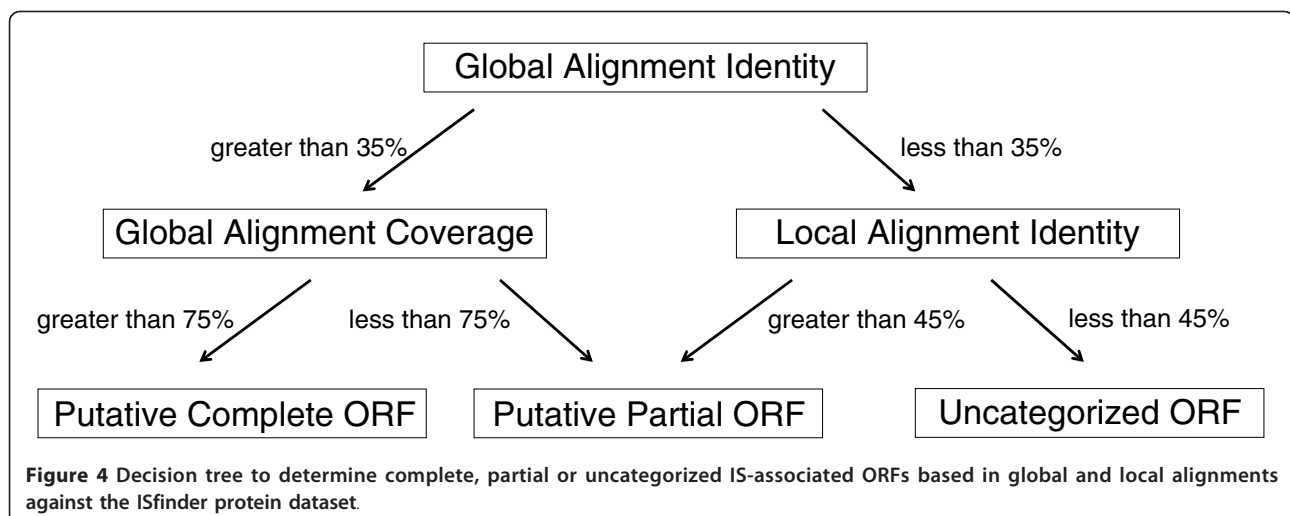 Global Alignment Identity
greater than 35%
less than 35%
Global Alignment Coverage
Local Alignment Identity
greater than 75%
less than 75%
greater than 45%
less than 45%
Putative Complete ORF
Putative Partial ORF
Uncategorized ORF
Figure 4 Decision tree to determine complete, partial or uncategorized IS-associated ORFs based in global and local alignments
against the ISfinder protein dataset.